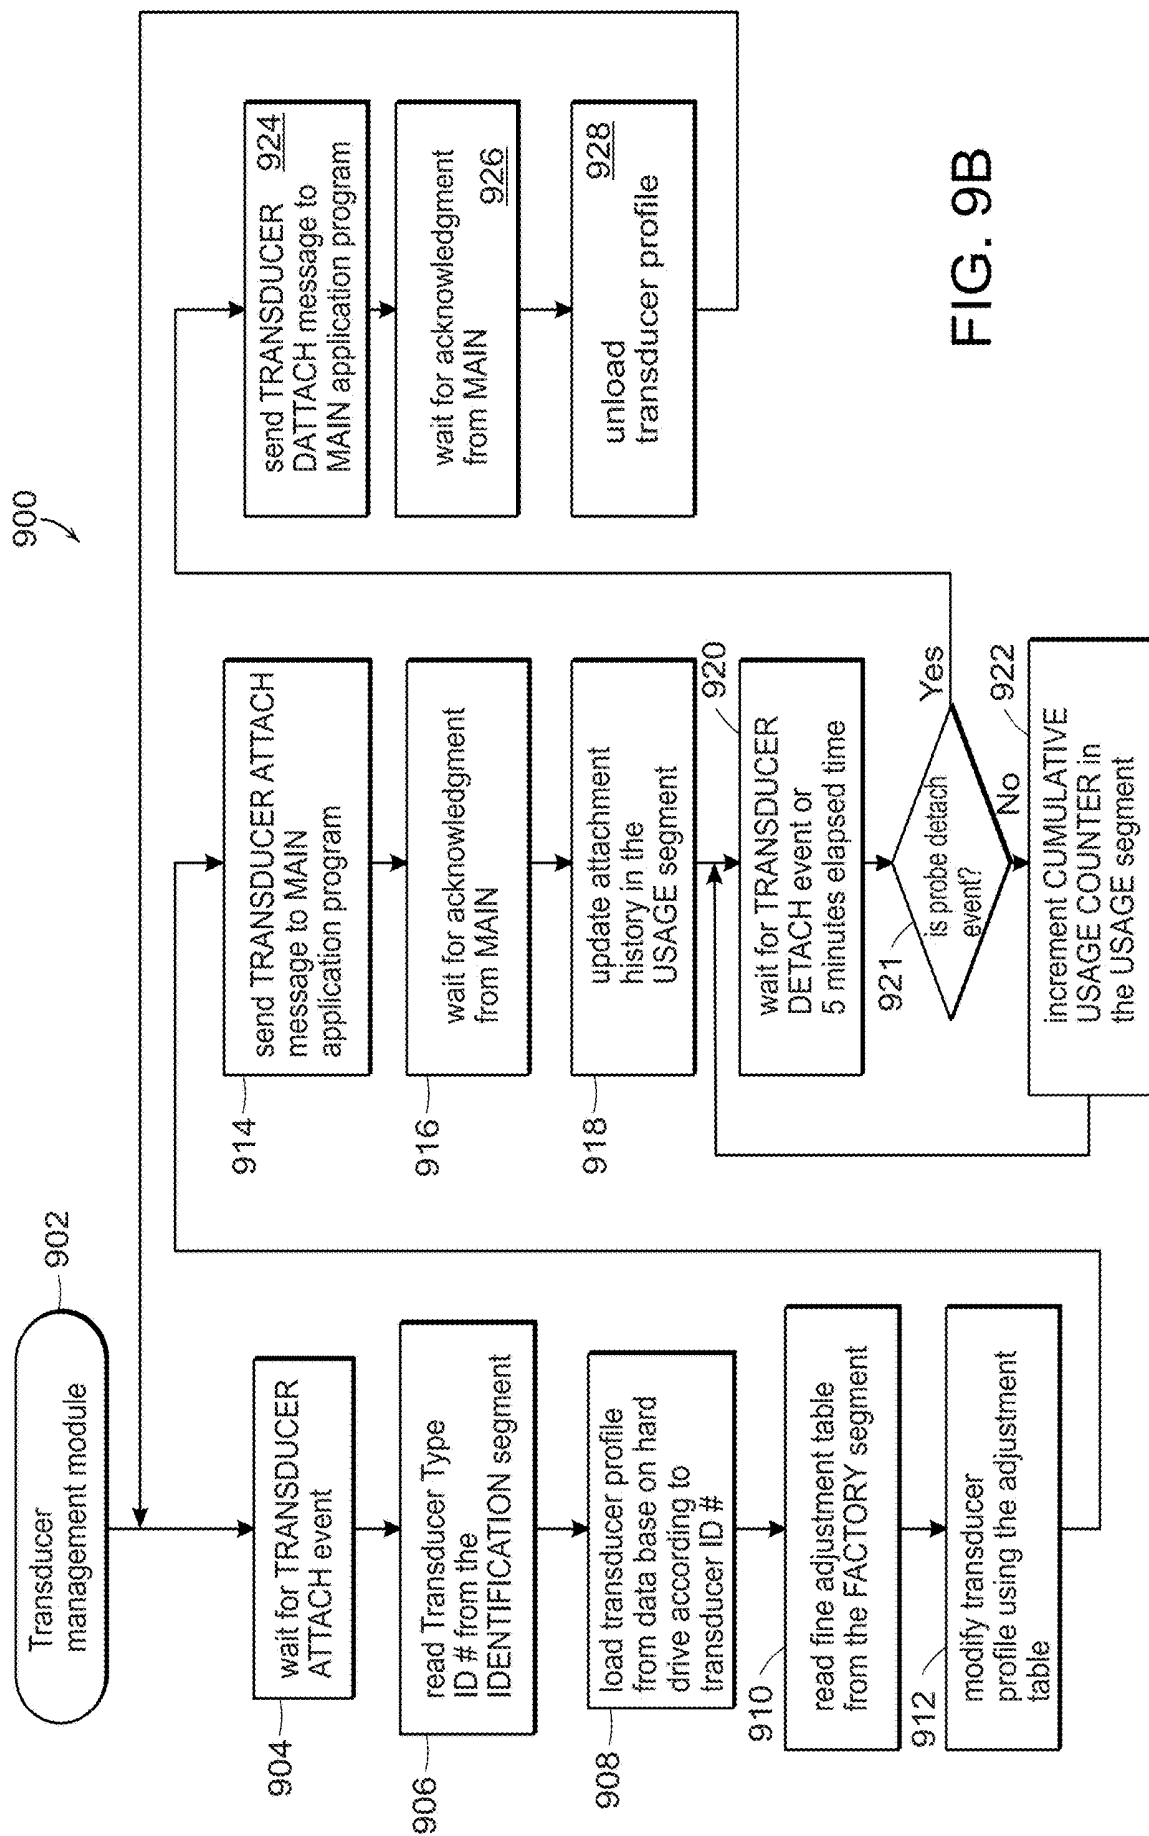 900
902
Transducer
management module
904
wait for TRANSDUCER
ATTACH event
906
read Transducer Type
ID # from the
IDENTIFICATION segment
908
load transducer profile
from data base on hard
drive according to
transducer ID #
910
read fine adjustment table
from the FACTORY segment
912
modify transducer
profile using the adjustment
table
914
send TRANSDUCER ATTACH
message to MAIN
application program
916
wait for acknowledgment
from MAIN
918
update attachment
history in the
USAGE segment
920
wait for TRANSDUCER
DETACH event or
5 minutes elapsed time
921
is probe detach
event?
Yes
No
922
increment CUMULATIVE
USAGE COUNTER in
the USAGE segment
send TRANSDUCER 924
DATTACH message to
MAIN application program
wait for acknowledgment
from MAIN 926
unload 928
transducer profile
FIG. 9B